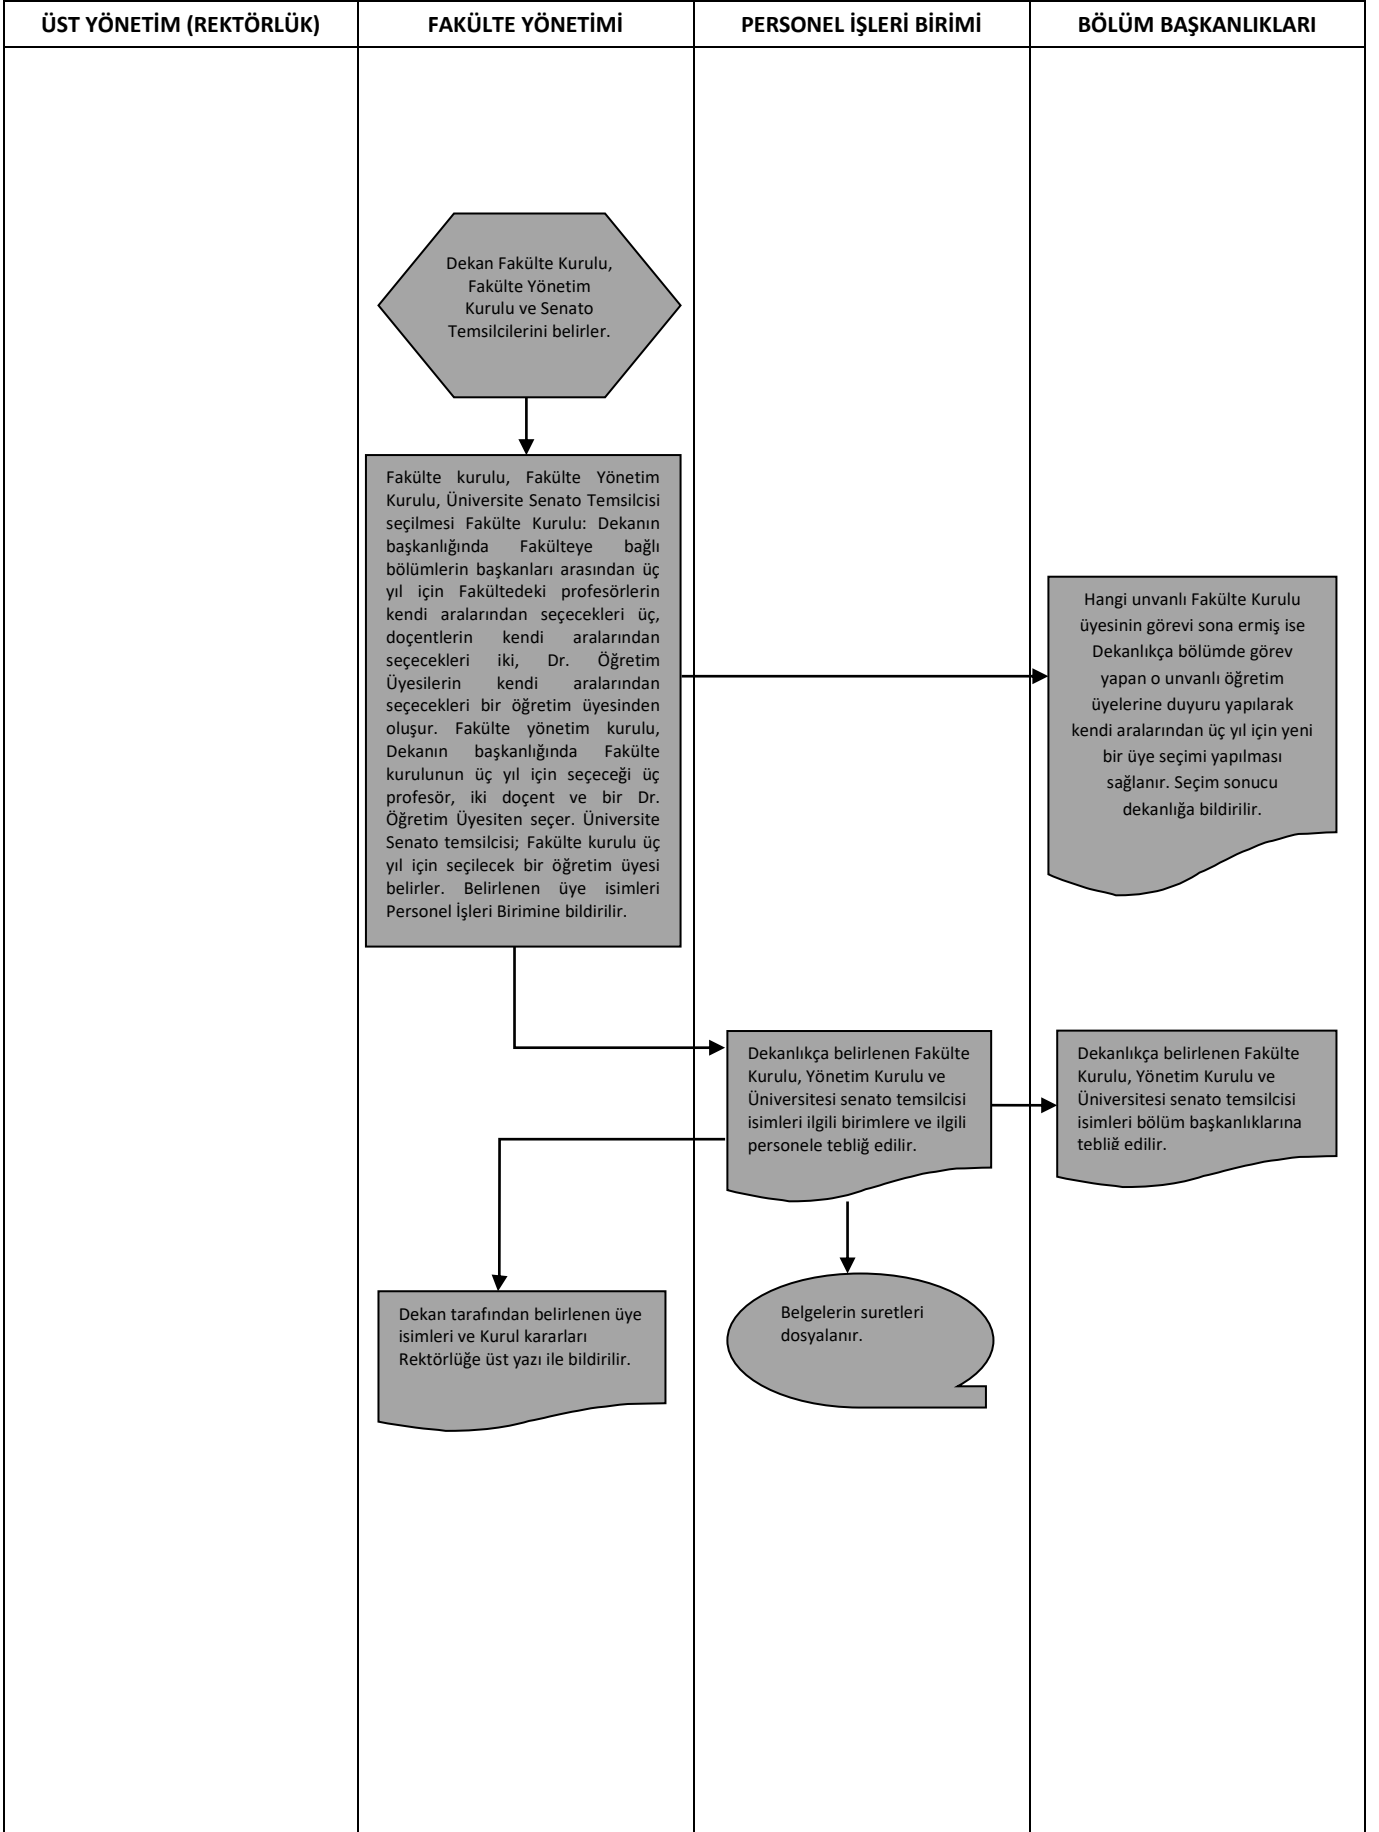 ÜST YÖNETİM (REKTÖRLÜK)
FAKÜLTE YÖNETİMİ
PERSONEL İŞLERİ BİRİMİ
BÖLÜM BAŞKANLIKLARI
Dekan Fakülte Kurulu,
Fakülte Yönetim
Kurulu ve Senato
Temsilcilerini belirler.
Fakülte kurulu, Fakülte Yönetim
Kurulu, Üniversite Senato Temsilcisi
seçilmesi Fakülte Kurulu: Dekanın
başkanlığında Fakülteye bağlı
bölümlerin başkanları arasından üç
yıl için Fakültedeki profesörlerin
kendi aralarından seçecekleri üç,
doçentlerin kendi aralarından
seçecekleri iki, Dr. Öğretim
Üyesilerin kendi aralarından
seçecekleri bir öğretim üyesinden
oluşur. Fakülte yönetim kurulu,
Dekanın başkanlığında Fakülte
kurulunun üç yıl için seçeceği üç
profesör, iki doçent ve bir Dr.
Öğretim Üyesiten seçer. Üniversite
Senato temsilcisi; Fakülte kurulu üç
yıl için seçilecek bir öğretim üyesi
belirler. Belirlenen üye isimleri
Personel İşleri Birimine bildirilir.
Hangi unvanlı Fakülte Kurulu
üyesinin görevi sona ermiş ise
Dekanlıkça bölümde görev
yapan o unvanlı öğretim
üyelerine duyuru yapılarak
kendi aralarından üç yıl için yeni
bir üye seçimi yapılması
sağlanır. Seçim sonucu
dekanlığa bildirilir.
Dekanlıkça belirlenen Fakülte
Kurulu, Yönetim Kurulu ve
Üniversitesi senato temsilcisi
isimleri ilgili birimlere ve ilgili
personele tebliğ edilir.
Dekanlıkça belirlenen Fakülte
Kurulu, Yönetim Kurulu ve
Üniversitesi senato temsilcisi
isimleri bölüm başkanlıklarına
tebliğ edilir.
Dekan tarafından belirlenen üye
isimleri ve Kurul kararları
Rektörlüğe üst yazı ile bildirilir.
Belgelerin suretleri
dosyalanır.